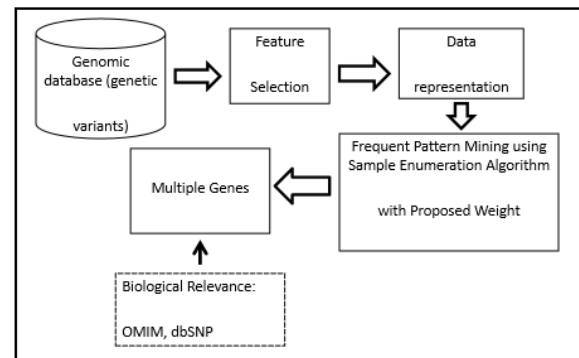 Genomic
database (genetic
variants)
Feature
Selection
Data
representation
Frequent Pattern Mining using
Sample Enumeration Algorithm
with Proposed Weight
Multiple Genes
Biological Relevance:
OMIM, dbSNP